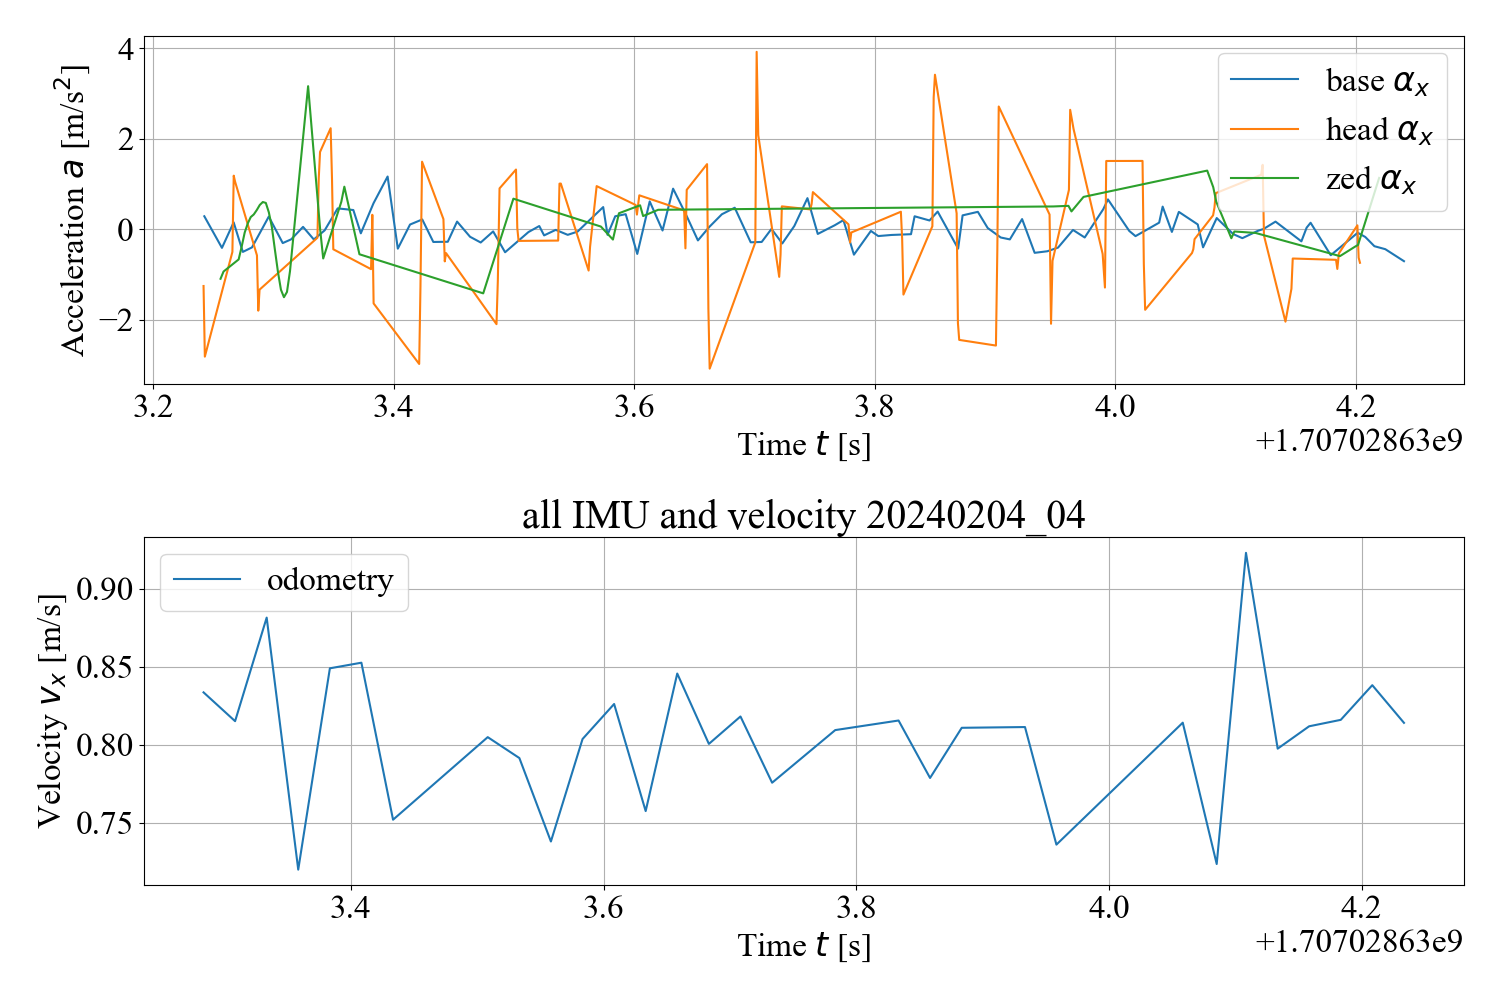 Acceleration a [m/s²]
4
2
0
−2
base αx
head αx
zed αx
3.2 3.4 3.6 3.8 4.0 4.2
Time t [s]
+1.70702863e9
all IMU and velocity 20240204_04
Velocity vx [m/s]
0.90
0.85
0.80
0.75
odometry
3.4 3.6 3.8 4.0 4.2
Time t [s]
+1.70702863e9